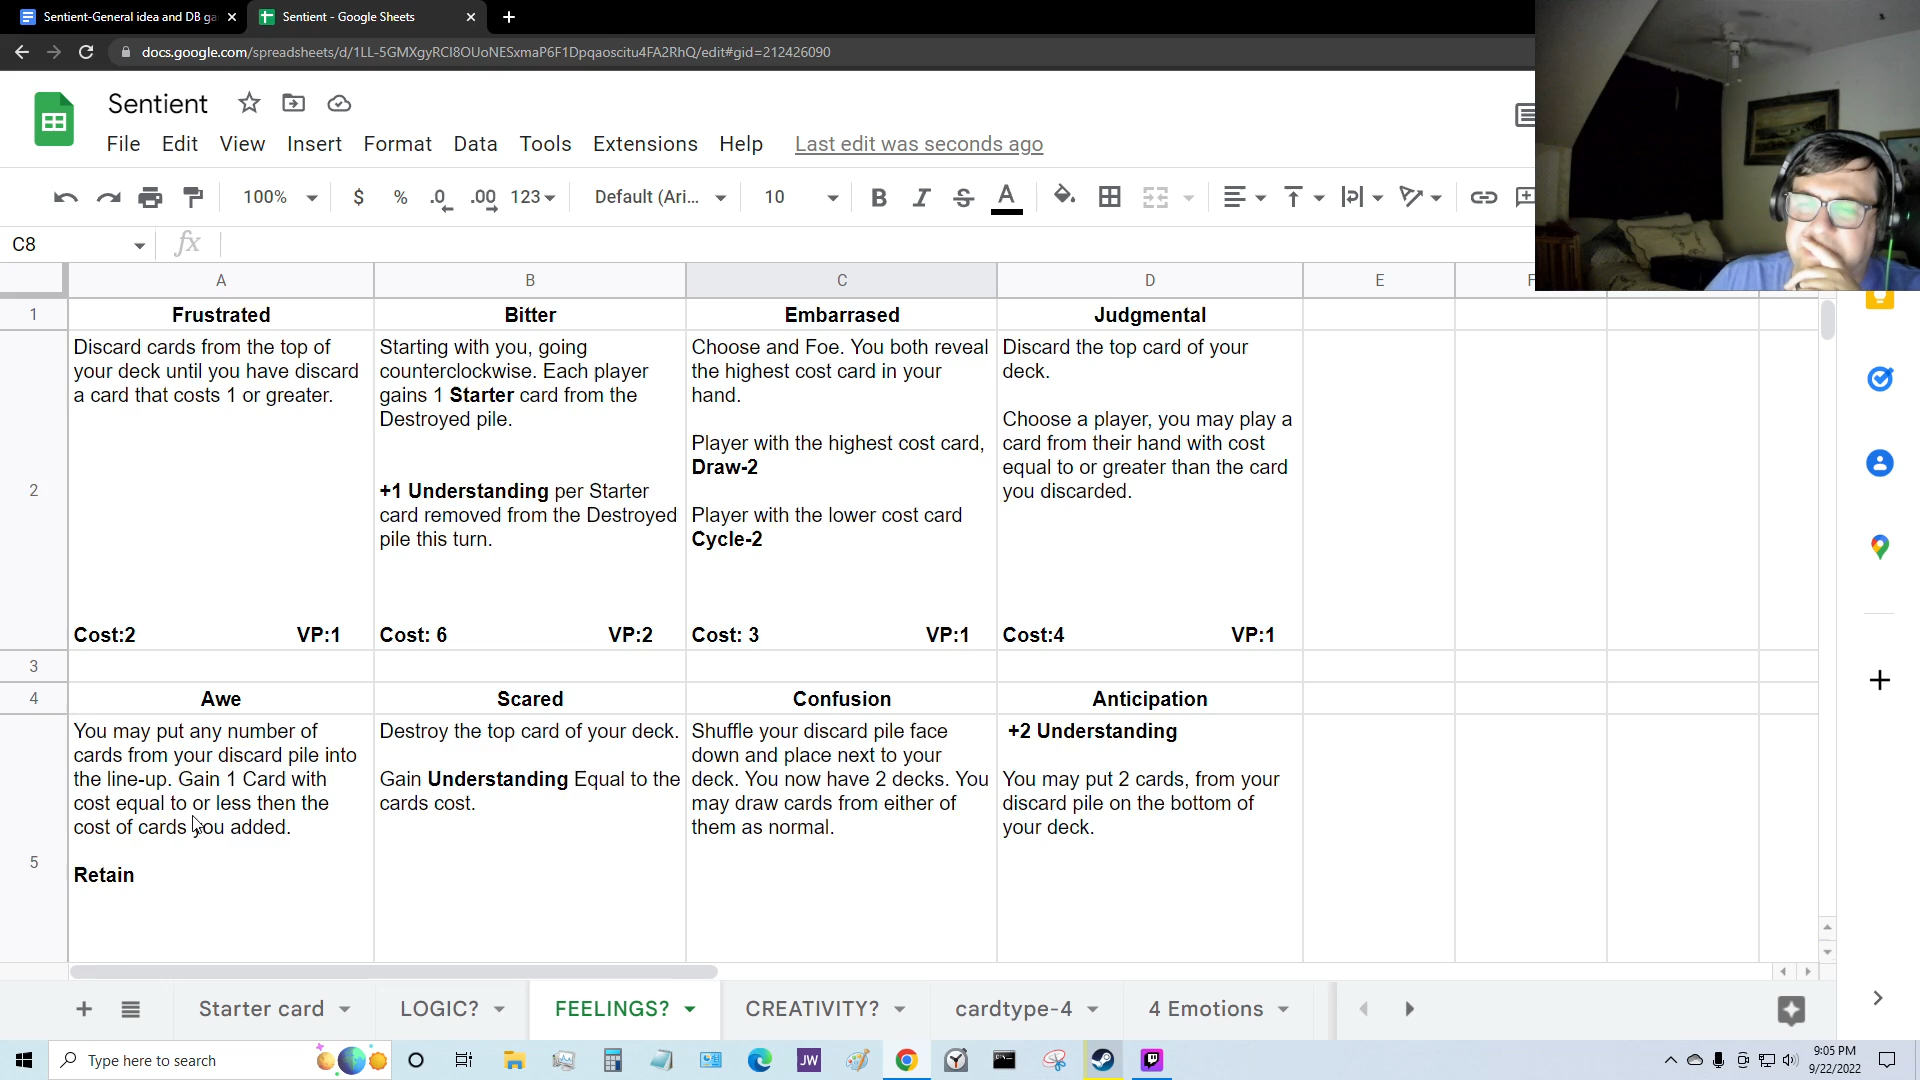 Sentient-General idea and DB ga
Sentient - Google Sheets
docs.google.com/spreadsheets/d/1LL-5GMXgyRCI8OUoNESxmaP6F1Dpqaoscitu4FA2RhQ/edit#gid=212426090
Sentient
File Edit View Insert Format Data Tools Extensions Help Last edit was seconds ago
100% $ % .0 .00 123 Default (Ari... 10 B I S A
C8 fx
A B C D E F
1 Frustrated Bitter Embarrased Judgmental
2
Discard cards from the top of
your deck until you have discard
a card that costs 1 or greater.
Cost:2 VP:1
Starting with you, going
counterclockwise. Each player
gains 1 Starter card from the
Destroyed pile.
+1 Understanding per Starter
card removed from the Destroyed
pile this turn.
Cost: 6 VP:2
Choose and Foe. You both reveal
the highest cost card in your
hand.
Player with the highest cost card,
Draw-2
Player with the lower cost card
Cycle-2
Cost: 3 VP:1
Discard the top card of your
deck.
Choose a player, you may play a
card from their hand with cost
equal to or greater than the card
you discarded.
Cost:4 VP:1
3
4 Awe Scared Confusion Anticipation
5
You may put any number of
cards from your discard pile into
the line-up. Gain 1 Card with
cost equal to or less then the
cost of cards you added.
Retain
Destroy the top card of your deck.
Gain Understanding Equal to the
cards cost.
Shuffle your discard pile face
down and place next to your
deck. You now have 2 decks. You
may draw cards from either of
them as normal.
+2 Understanding
You may put 2 cards, from your
discard pile on the bottom of
your deck.
Starter card LOGIC? FEELINGS? CREATIVITY? cardtype-4 4 Emotions
Type here to search
JW
9:05 PM
9/22/2022